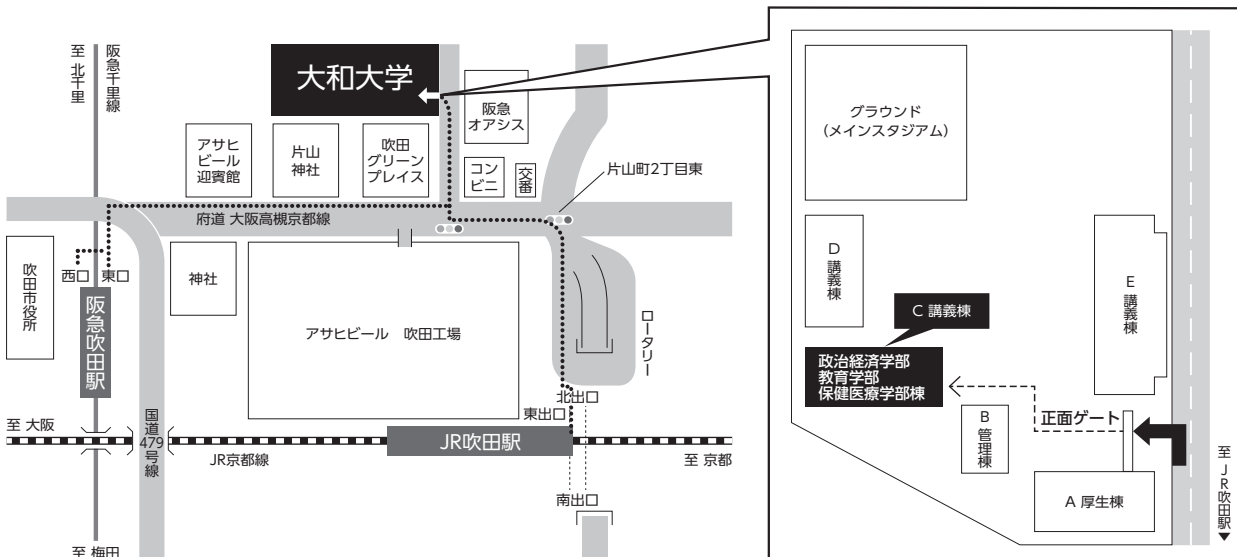 至 北千里
阪急千里線
大和大学
阪急
オアシス
アサヒ
ビール
迎賓館
片山
神社
吹田
グリーン
プレイス
コン
ビニ
交番
片山町2丁目東
府道 大阪高槻京都線
吹田市役所
西口
東口
阪急吹田駅
神社
アサヒビール 吹田工場
ロータリー
北出口
東出口
至 大阪
国道479号線
JR京都線
JR吹田駅
至 京都
南出口
至 梅田
グラウンド
(メインスタジアム)
D 講義棟
E 講義棟
C 講義棟
政治経済学部
教育学部
保健医療学部棟
B 管理棟
正面ゲート
A 厚生棟
至 JR吹田駅▼